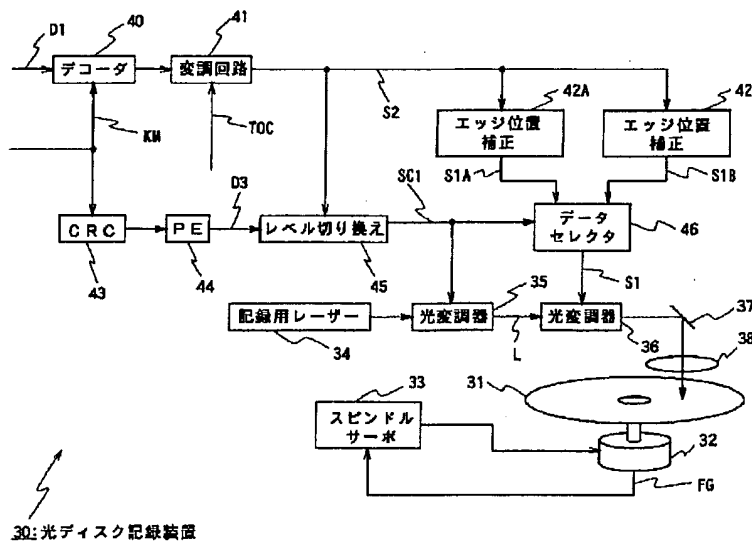 40
41
D1
デコーダ
変調回路
S2
42A
42
エッジ位置
補正
エッジ位置
補正
KM
TOC
S1A
S1B
SC1
D3
CRC
PE
レベル切り換え
データ
セレクタ
46
43
44
45
S1
35
37
記録用レーザー
光変調器
光変調器
34
L
36
38
33
31
スピンドル
サーボ
32
FG
30:光ディスク記録装置